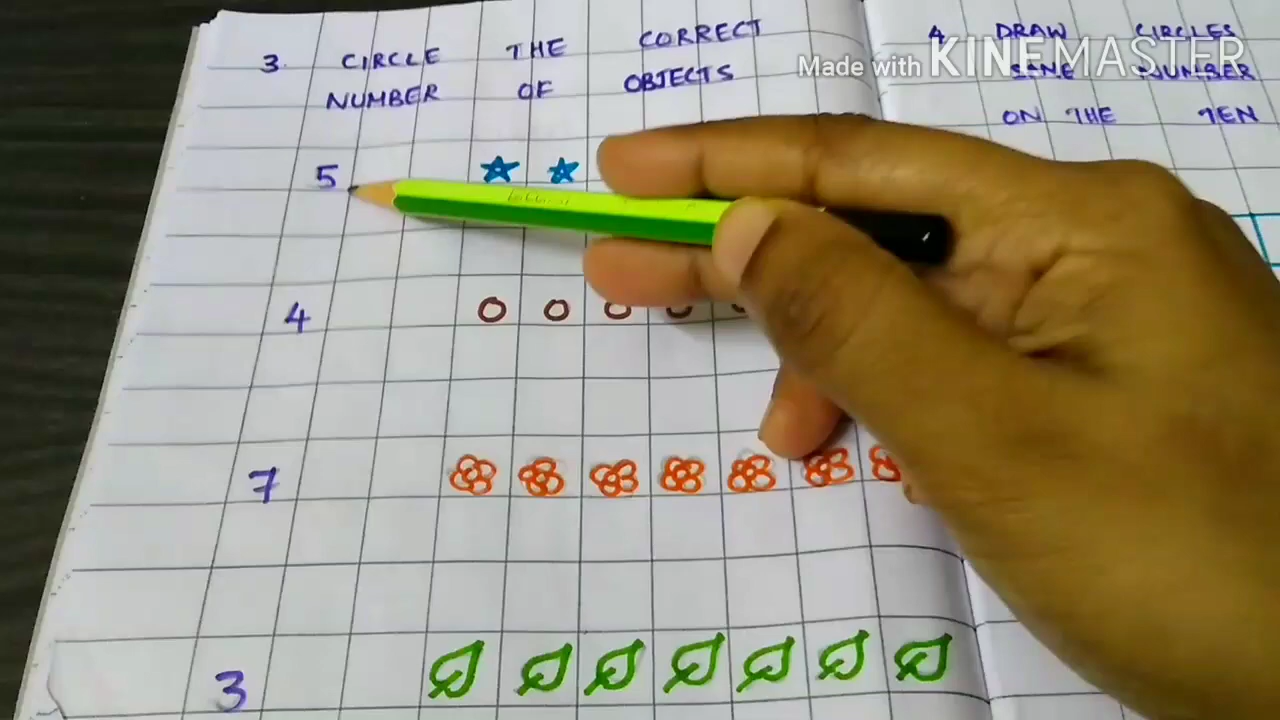 3. CIRCLE THE CORRECT
NUMBER OF OBJECTS
5
4
7
3
4 DRAW CIRCLES
SAME NUMBER
ON THE TEN
Made with KINEMASTER